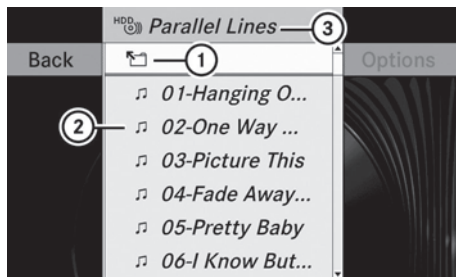 HDD Parallel Lines
3
Back
1
Options
01-Hanging O...
2
02-One Way ...
03-Picture This
04-Fade Away...
05-Pretty Baby
06-I Know But...